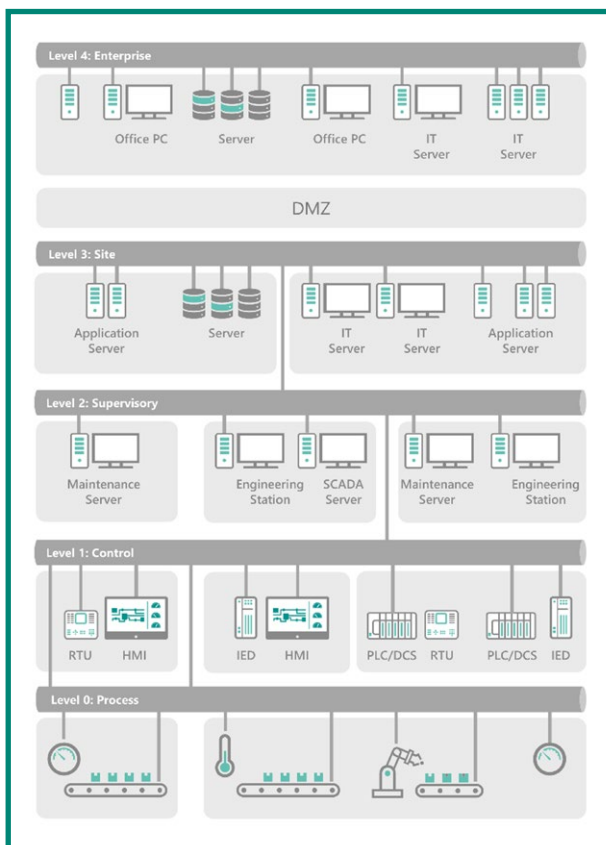 Level 4: Enterprise
Office PC
Server
Office PC
IT
Server
IT
Server
DMZ
Level 3: Site
Application
Server
Server
IT
Server
IT
Server
Application
Server
Level 2: Supervisory
Maintenance
Server
Engineering
Station
SCADA
Server
Maintenance
Server
Engineering
Station
Level 1: Control
RTU
HMI
IED
HMI
PLC/DCS
RTU
PLC/DCS
IED
Level 0: Process